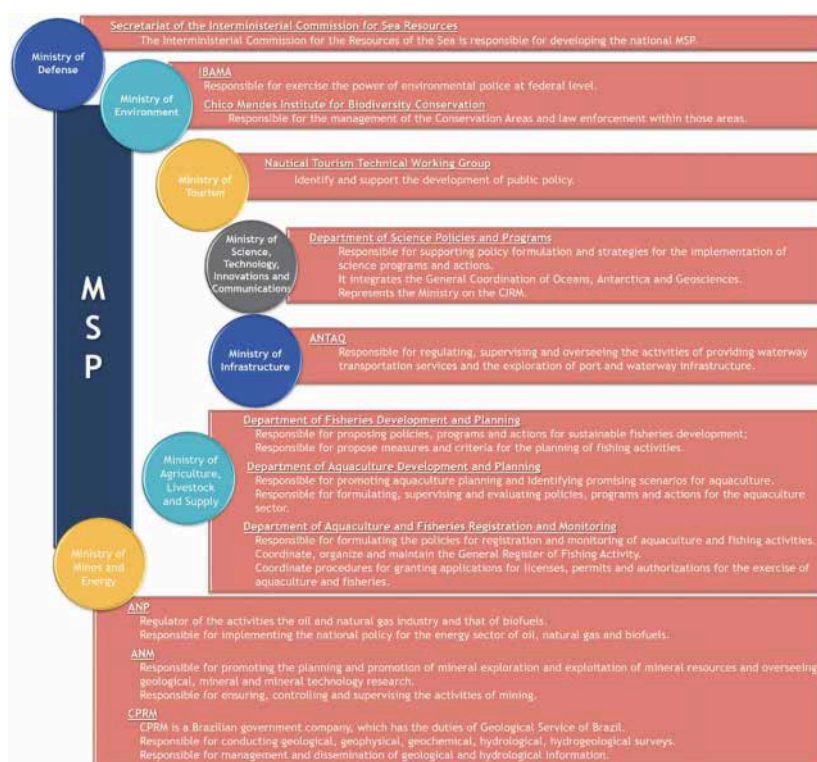 Secretariat of the Interministerial Commission for Sea Resources
The Interministerial Commission for the Resources of the Sea is responsible for developing the national MSP.
Ministry of
Defense
IBAMA
Responsible for exercise the power of environmental police at federal level.
Chico Mendes Institute for Biodiversity Conservation
Responsible for the management of the Conservation Areas and law enforcement within those areas.
Ministry of
Environment
Nautical Tourism Technical Working Group
Identify and support the development of public policy.
Ministry of
Tourism
Department of Science Policies and Programs
Responsible for supporting policy formulation and strategies for the implementation of
science programs and actions.
It integrates the General Coordination of Oceans, Antarctica and Geosciences.
Represents the Ministry on the CIRM.
Ministry of
Science,
Technology,
Innovations and
Communications
M
S
P
ANTAQ
Responsible for regulating, supervising and overseeing the activities of providing waterway
transportation services and the exploration of port and waterway infrastructure.
Ministry of
Infrastructure
Department of Fisheries Development and Planning
Responsible for proposing policies, programs and actions for sustainable fisheries development;
Responsible for propose measures and criteria for the planning of fishing activities.
Department of Aquaculture Development and Planning
Responsible for promoting aquaculture planning and identifying promising scenarios for aquaculture.
Responsible for formulating, supervising and evaluating policies, programs and actions for the aquaculture
sector.
Department of Aquaculture and Fisheries Registration and Monitoring
Responsible for formulating the policies for registration and monitoring of aquaculture and fishing activities.
Coordinate, organize and maintain the General Register of Fishing Activity.
Coordinate procedures for granting applications for licenses, permits and authorizations for the exercise of
aquaculture and fisheries.
Ministry of
Agriculture,
Livestock
and Supply
Ministry of
Mines and
Energy
ANP
Regulator of the activities the oil and natural gas industry and that of biofuels.
Responsible for implementing the national policy for the energy sector of oil, natural gas and biofuels.
ANM
Responsible for promoting the planning and promotion of mineral exploration and exploitation of mineral resources and overseeing
geological, mineral and mineral technology research.
Responsible for ensuring, controlling and supervising the activities of mining.
CPRM
CPRM is a Brazilian government company, which has the duties of Geological Service of Brazil.
Responsible for conducting geological, geophysical, geochemical, hydrological, hydrogeological surveys.
Responsible for management and dissemination of geological and hydrological information.